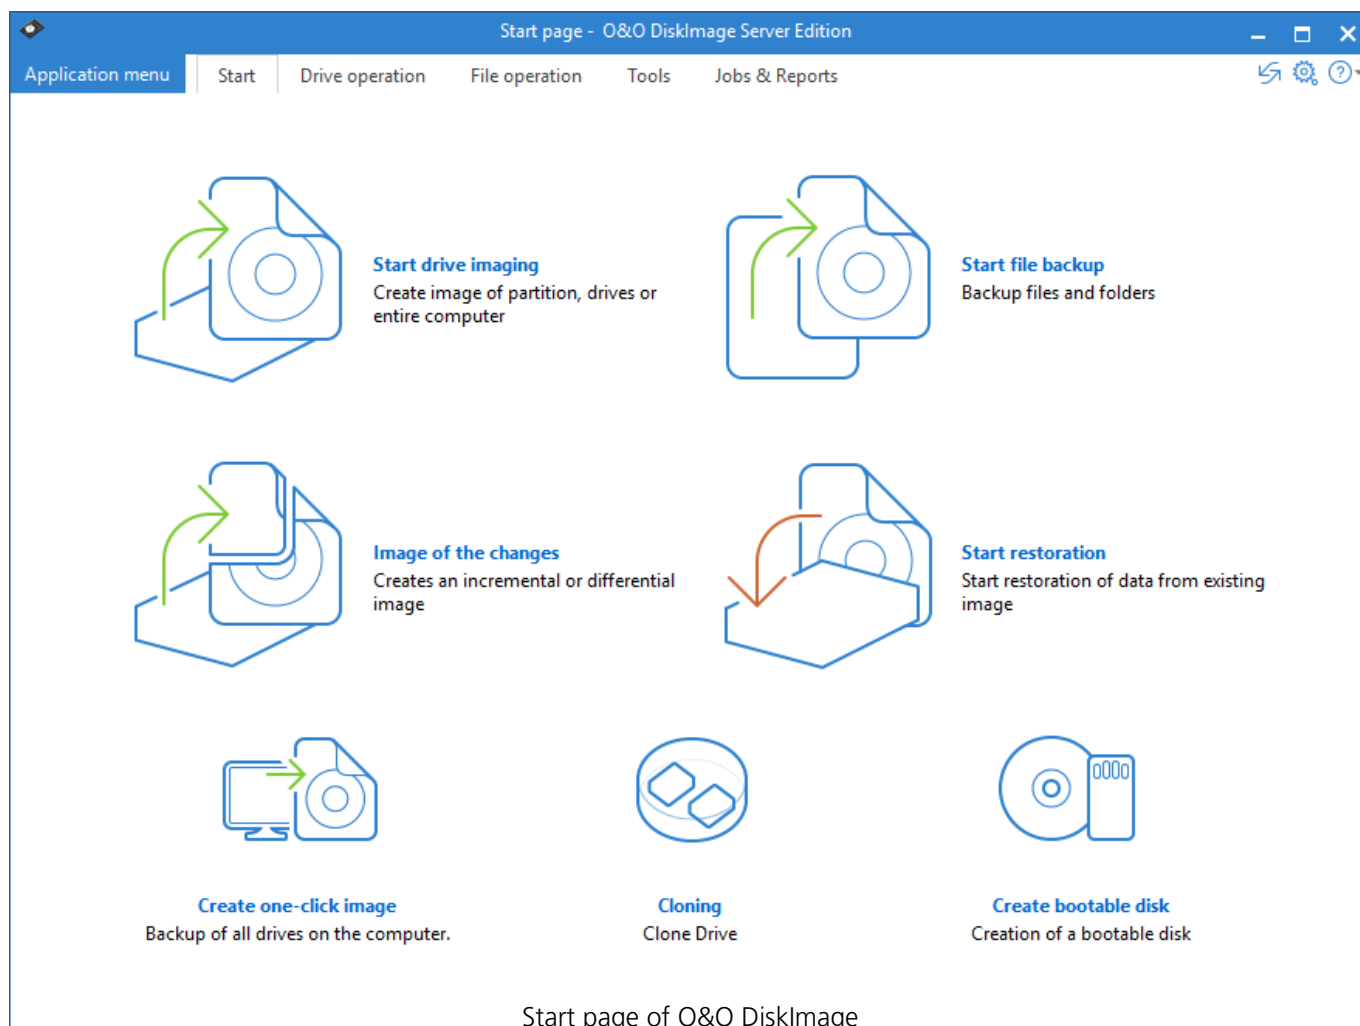 Start page - O&O DiskImage Server Edition
Application menu Start Drive operation File operation Tools Jobs & Reports
Start drive imaging
Create image of partition, drives or
entire computer
Start file backup
Backup files and folders
Image of the changes
Creates an incremental or differential
image
Start restoration
Start restoration of data from existing
image
Create one-click image
Backup of all drives on the computer.
Cloning
Clone Drive
Create bootable disk
Creation of a bootable disk
Start page of O&O DiskImage